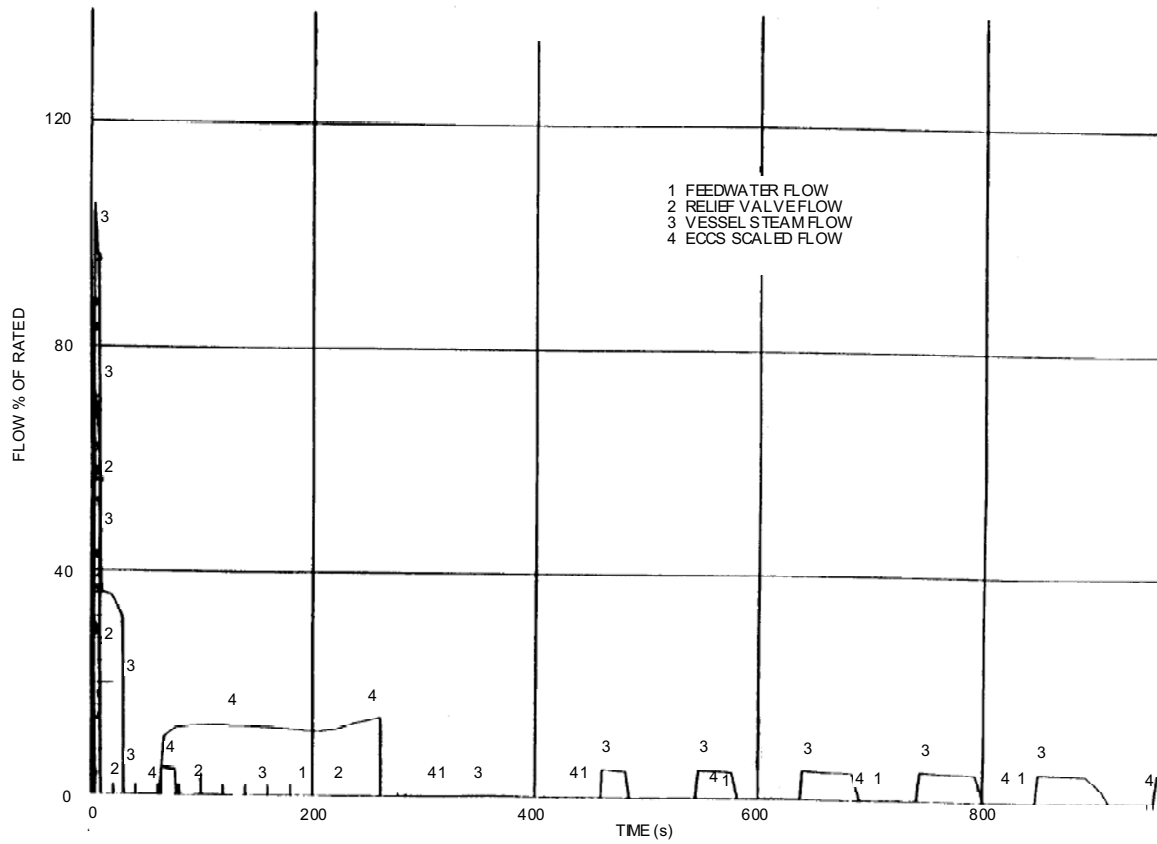 120
3
1 FEEDWATER FLOW
2 RELIEF VALVE FLOW
3 VESSEL STEAM FLOW
4 ECCS SCALED FLOW
FLOW % OF RATED
80
3
2
3
40
2
3
4 4
3 4 3 3 3 3 3
2 4 2 3 1 2 41 3 41 4 1 4 1 4 1 4
0
0 200 400 600 800
TIME (s)